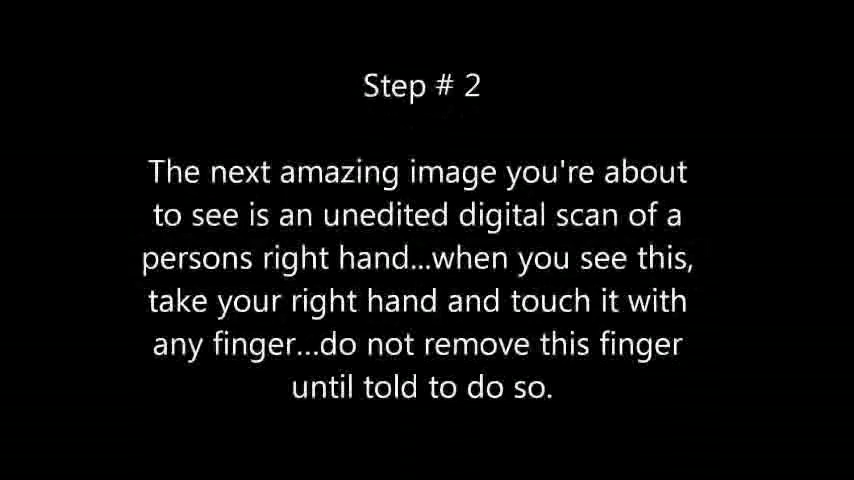 Step # 2
The next amazing image you're about
to see is an unedited digital scan of a
persons right hand...when you see this,
take your right hand and touch it with
any finger...do not remove this finger
until told to do so.